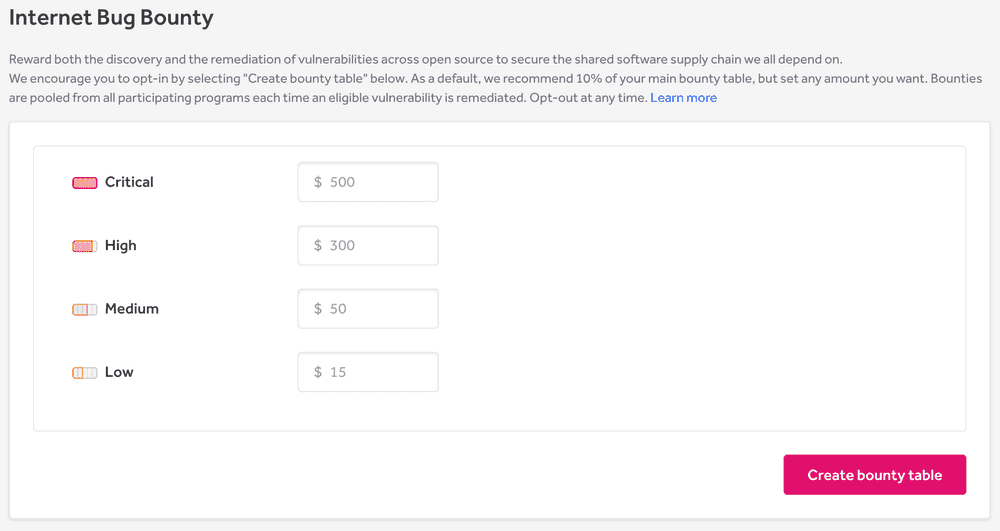 Internet Bug Bounty
Reward both the discovery and the remediation of vulnerabilities across open source to secure the shared software supply chain we all depend on.
We encourage you to opt-in by selecting "Create bounty table" below. As a default, we recommend 10% of your main bounty table, but set any amount you want. Bounties
are pooled from all participating programs each time an eligible vulnerability is remediated. Opt-out at any time. Learn more
Critical $ 500
High $ 300
Medium $ 50
Low $ 15
Create bounty table